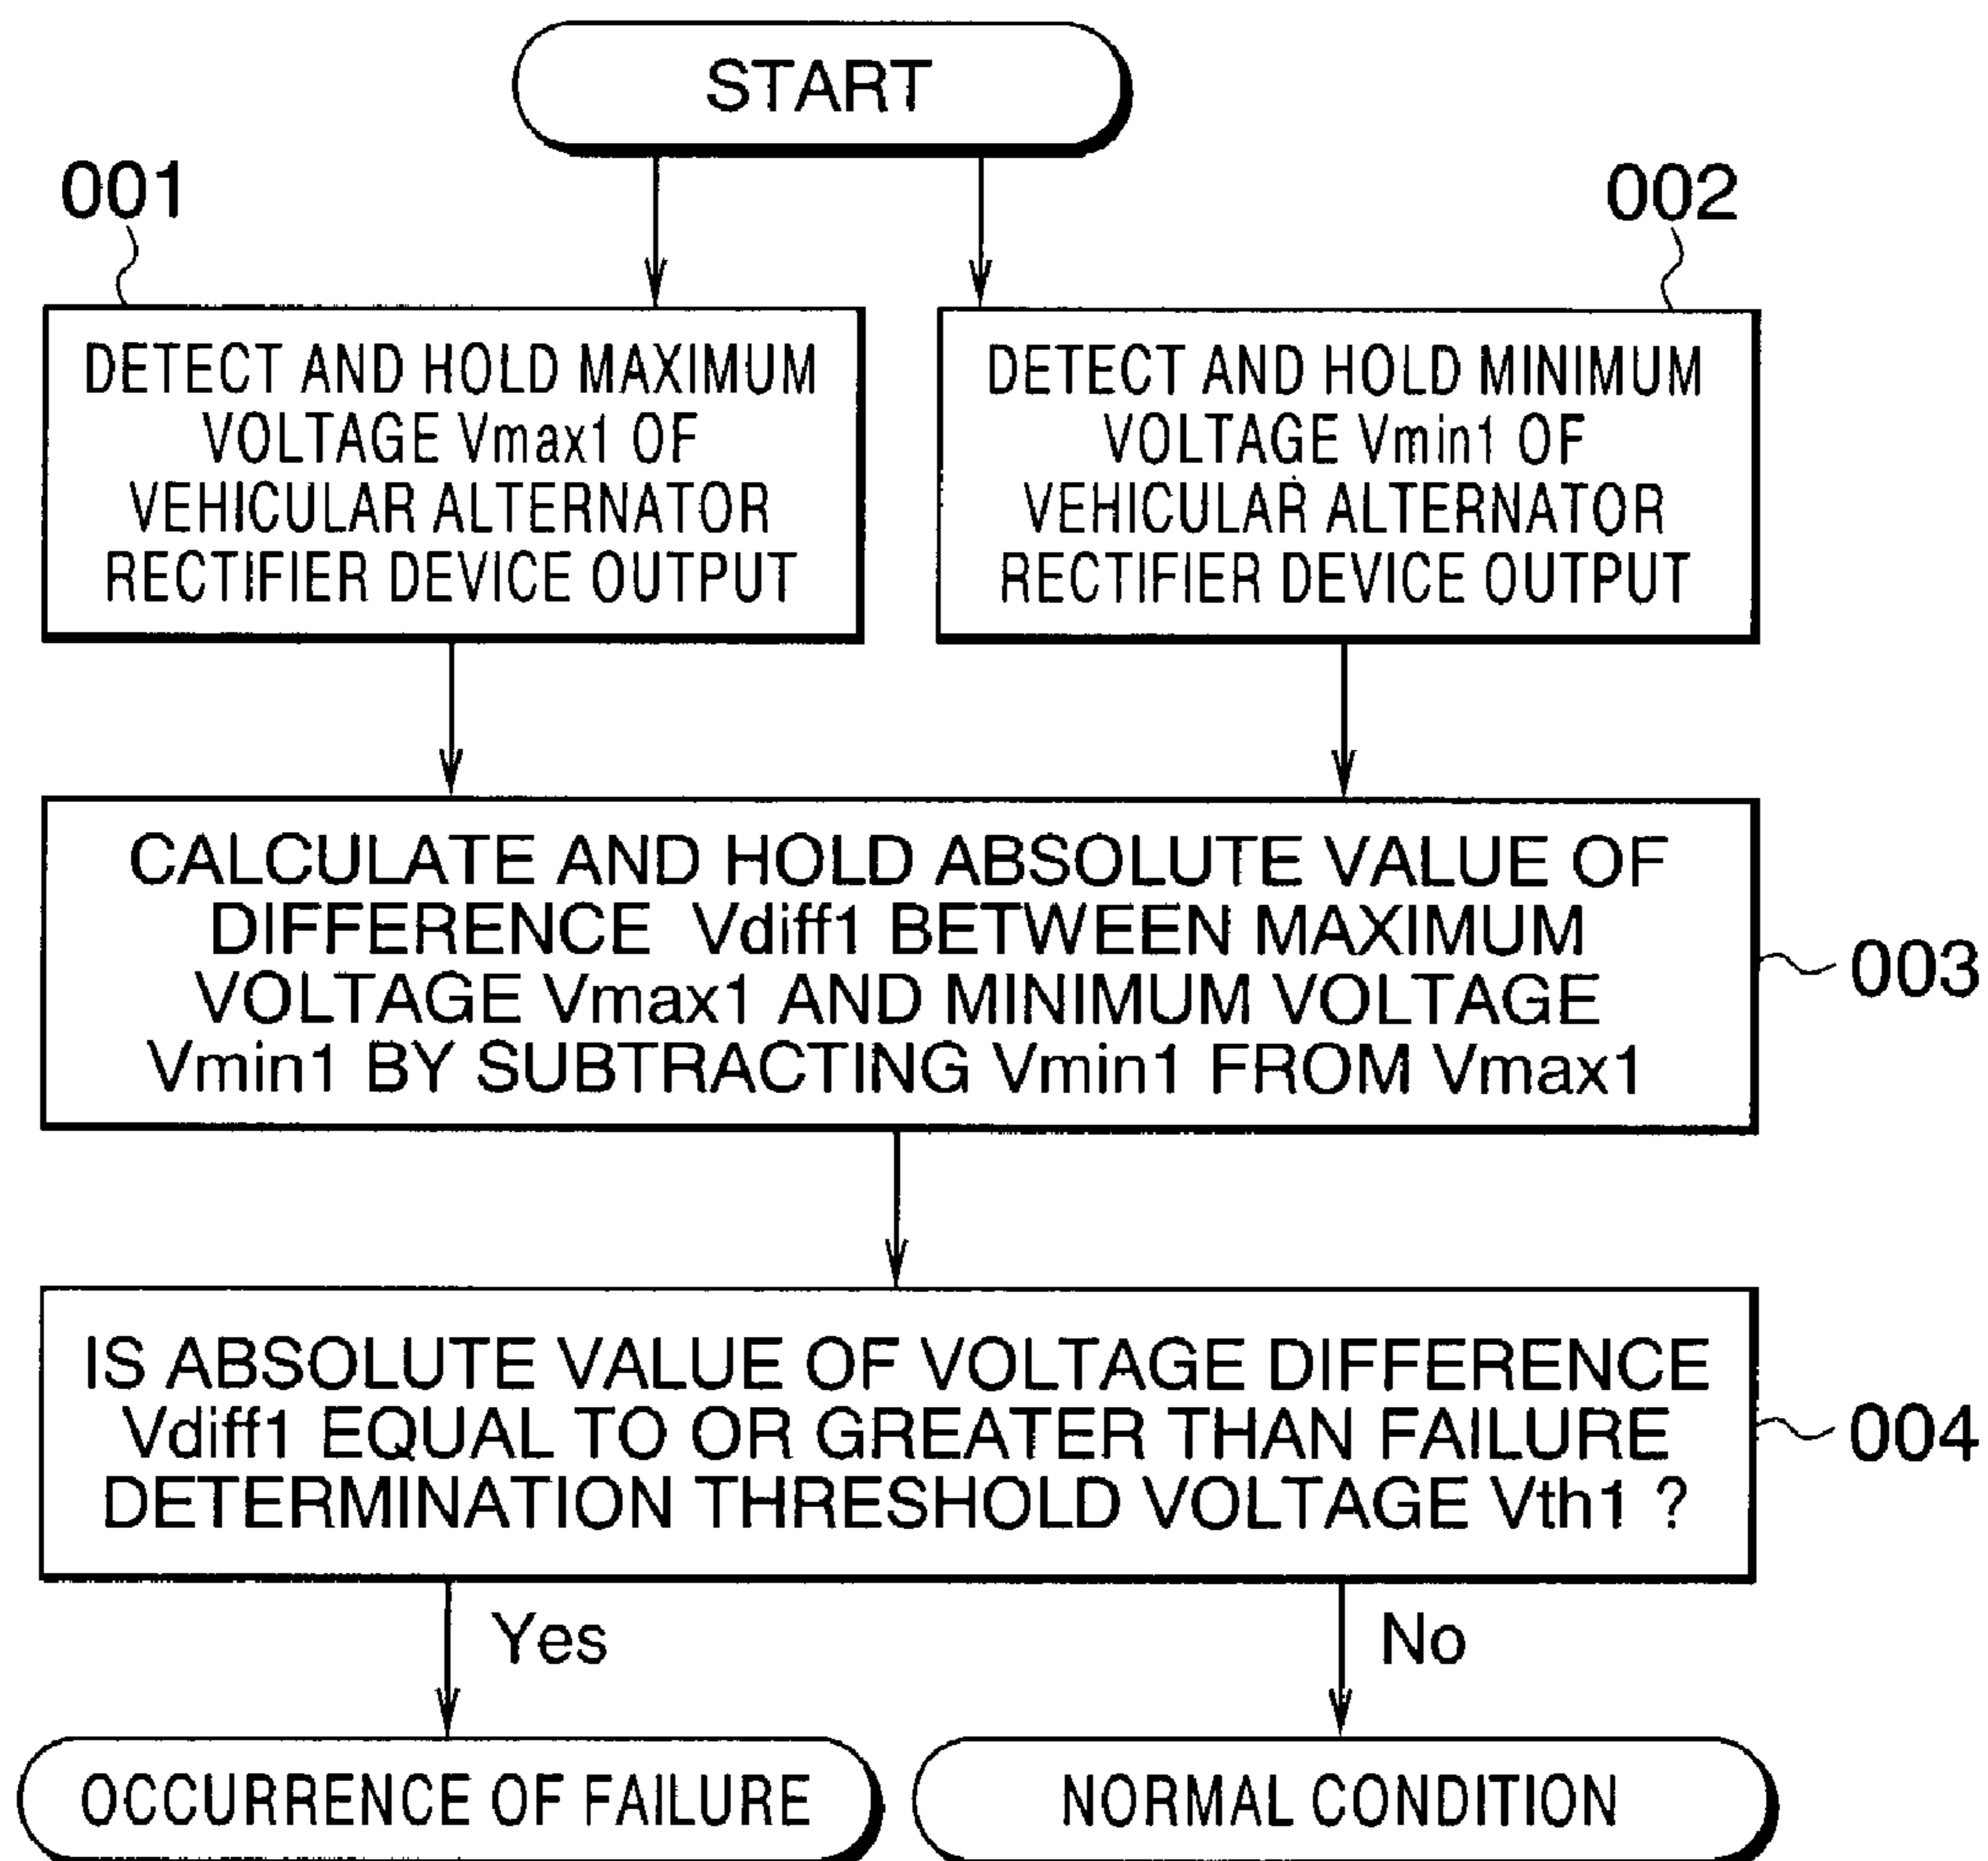 START
001
002
DETECT AND HOLD MAXIMUM
VOLTAGE Vmax1 OF
VEHICULAR ALTERNATOR
RECTIFIER DEVICE OUTPUT
DETECT AND HOLD MINIMUM
VOLTAGE Vmin1 OF
VEHICULAR ALTERNATOR
RECTIFIER DEVICE OUTPUT
CALCULATE AND HOLD ABSOLUTE VALUE OF
DIFFERENCE Vdiff1 BETWEEN MAXIMUM
VOLTAGE Vmax1 AND MINIMUM VOLTAGE
Vmin1 BY SUBTRACTING Vmin1 FROM Vmax1
003
IS ABSOLUTE VALUE OF VOLTAGE DIFFERENCE
Vdiff1 EQUAL TO OR GREATER THAN FAILURE
DETERMINATION THRESHOLD VOLTAGE Vth1 ?
004
Yes
No
OCCURRENCE OF FAILURE
NORMAL CONDITION